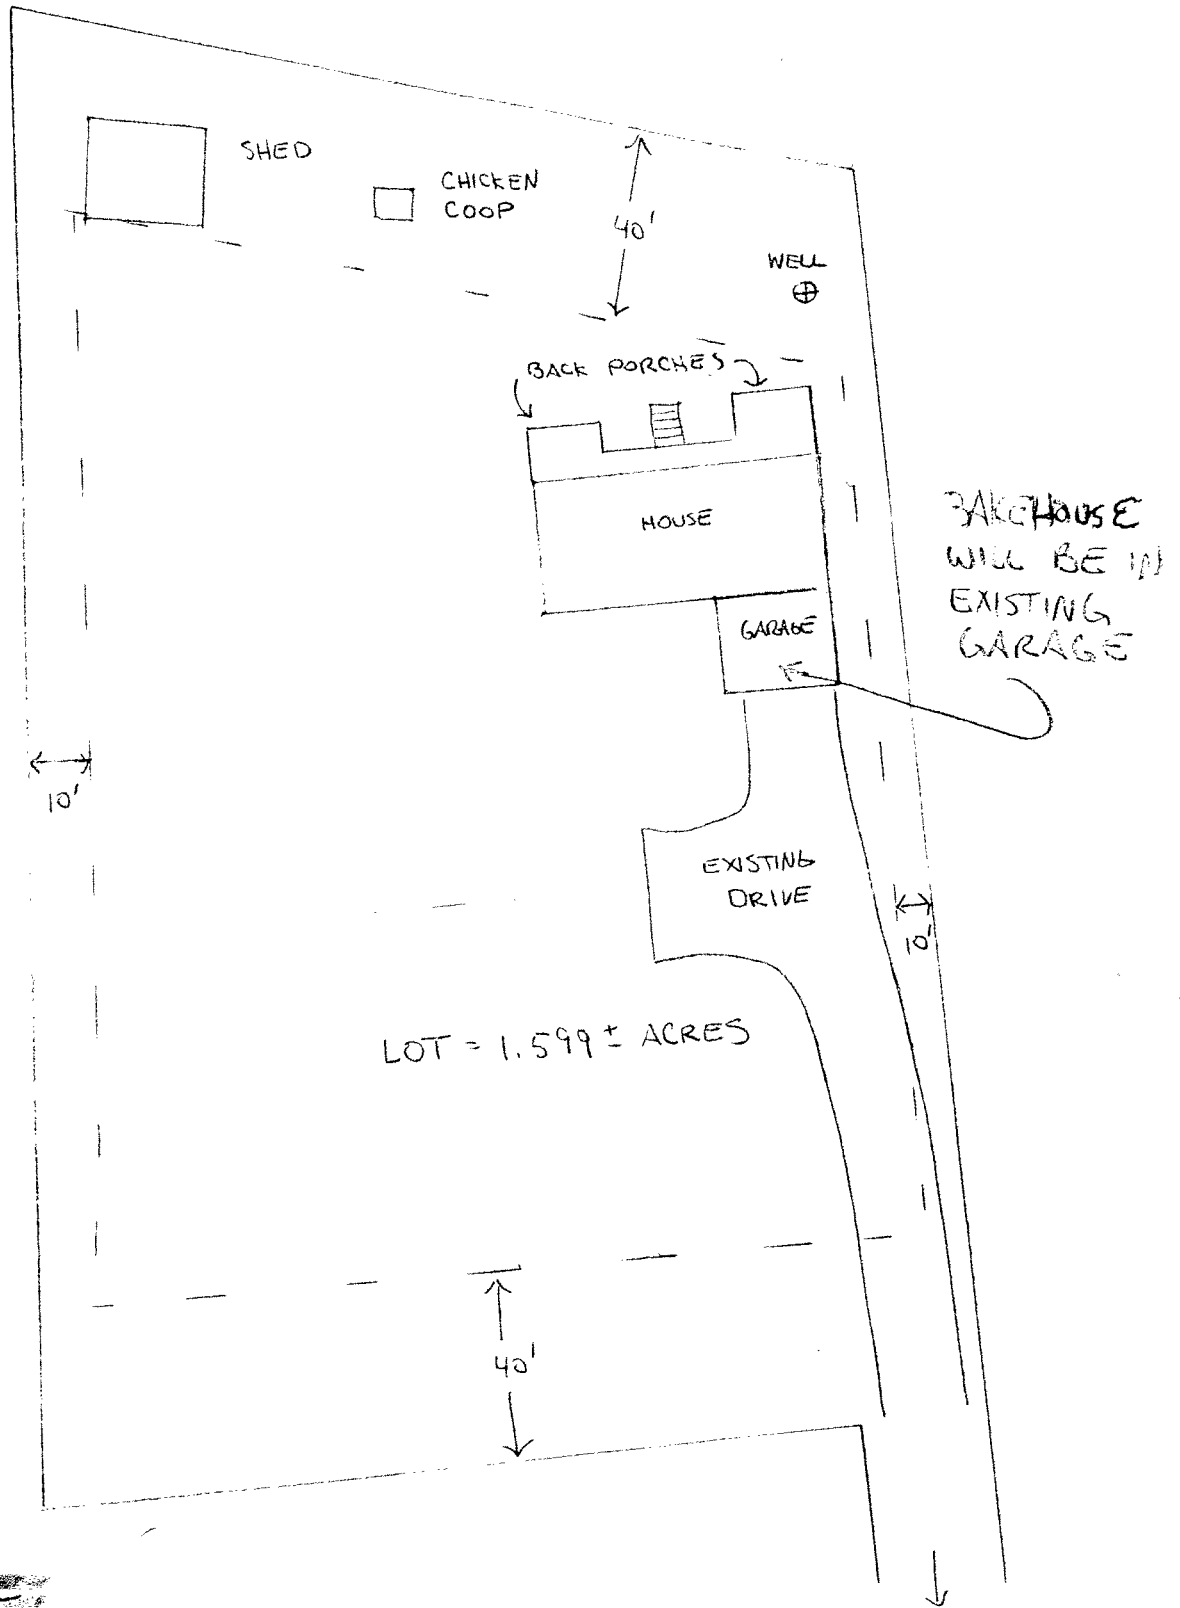 SHED
CHICKEN
COOP
40'
WELL
BACK PORCHES
HOUSE
BAKEHOUSE
WILL BE IN
EXISTING
GARAGE
GARAGE
10'
EXISTING
DRIVE
10'
LOT = 1.599± ACRES
40'